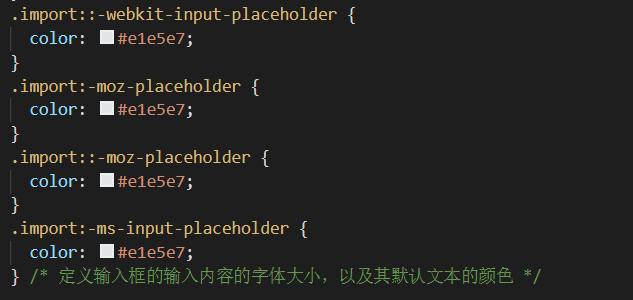 .import::-webkit-input-placeholder {
color: #e1e5e7;
}
.import:-moz-placeholder {
color: #e1e5e7;
}
.import::-moz-placeholder {
color: #e1e5e7;
}
.import:-ms-input-placeholder {
color: #e1e5e7;
} /* 定义输入框的输入内容的字体大小，以及其默认文本的颜色 */